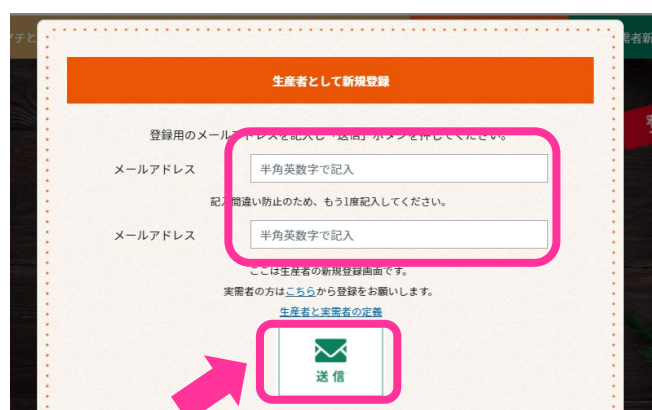 生産者として新規登録
登録用のメールアドレスを記入し「送信」ボタンを押してください。
メールアドレス 半角英数字で記入
記入間違い防止のため、もう1度記入してください。
メールアドレス 半角英数字で記入
ここは生産者の新規登録画面です。
実需者の方はこちらから登録をお願いします。
生産者と実需者の定義
送信